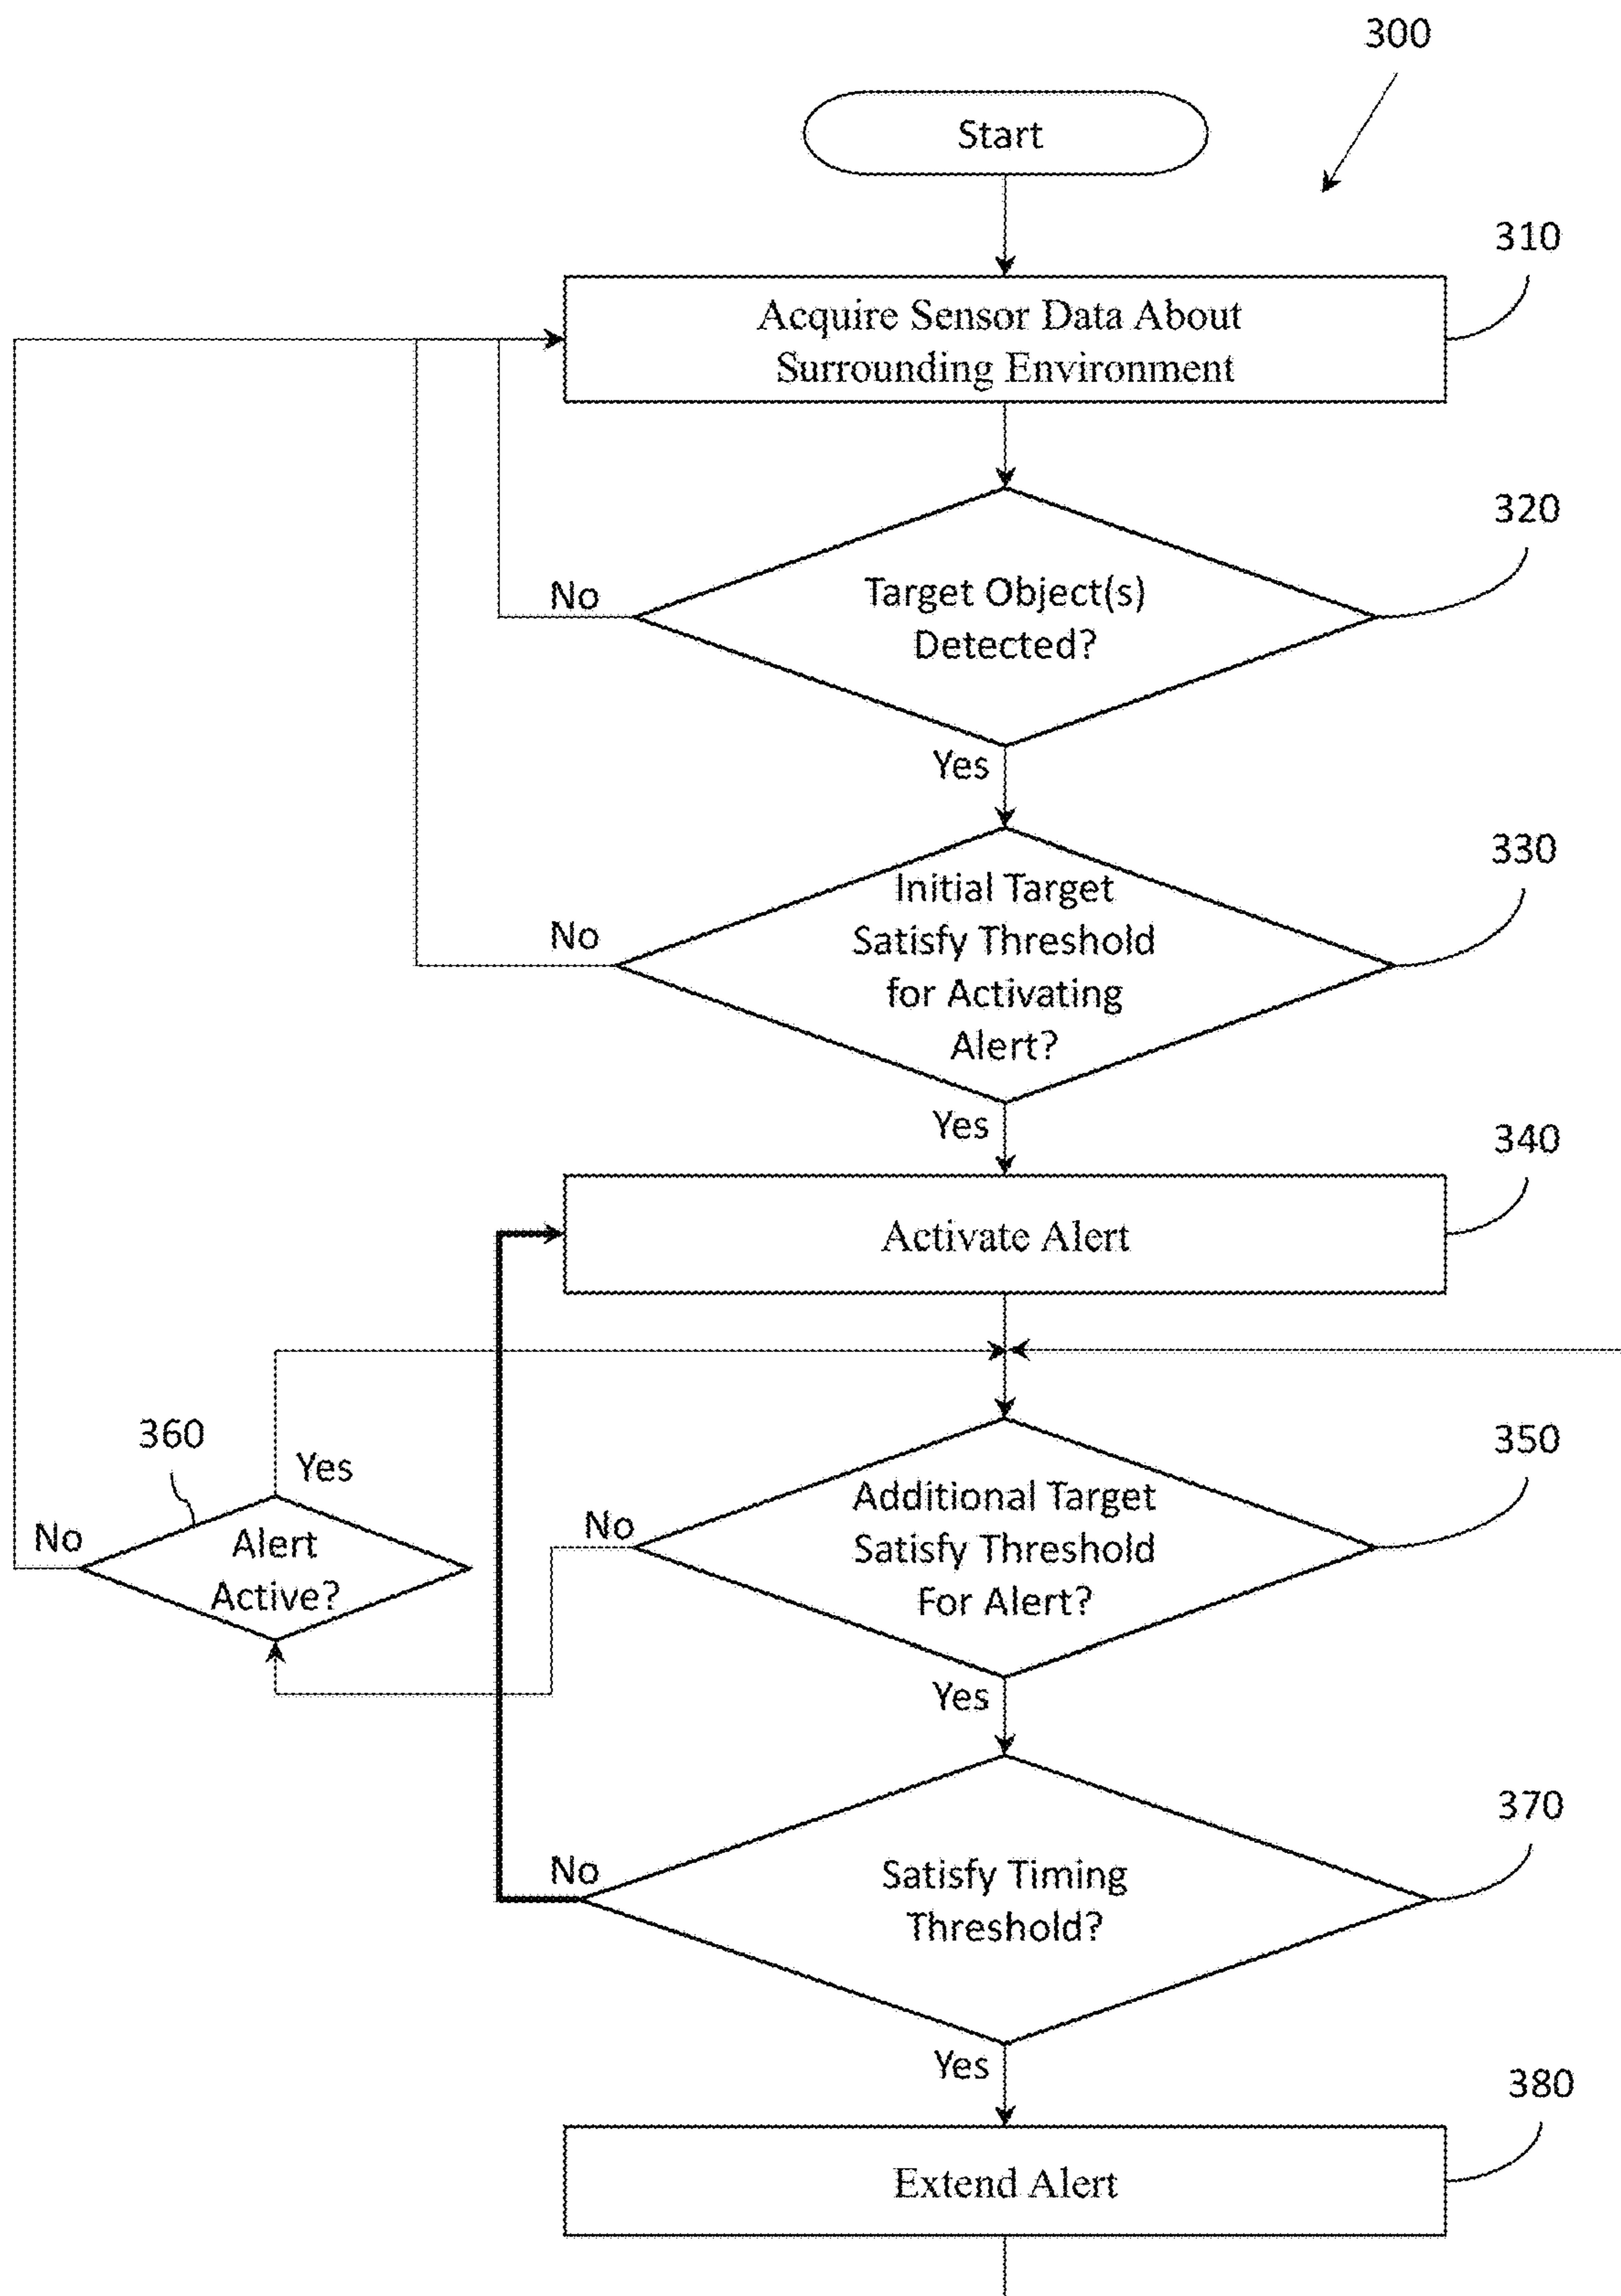 300
Start
310
Acquire Sensor Data About
Surrounding Environment
320
No
Target Object(s)
Detected?
Yes
330
No
Initial Target
Satisfy Threshold
for Activating
Alert?
Yes
340
Activate Alert
360
Yes
No
Alert
Active?
350
No
Additional Target
Satisfy Threshold
For Alert?
Yes
370
No
Satisfy Timing
Threshold?
Yes
380
Extend Alert